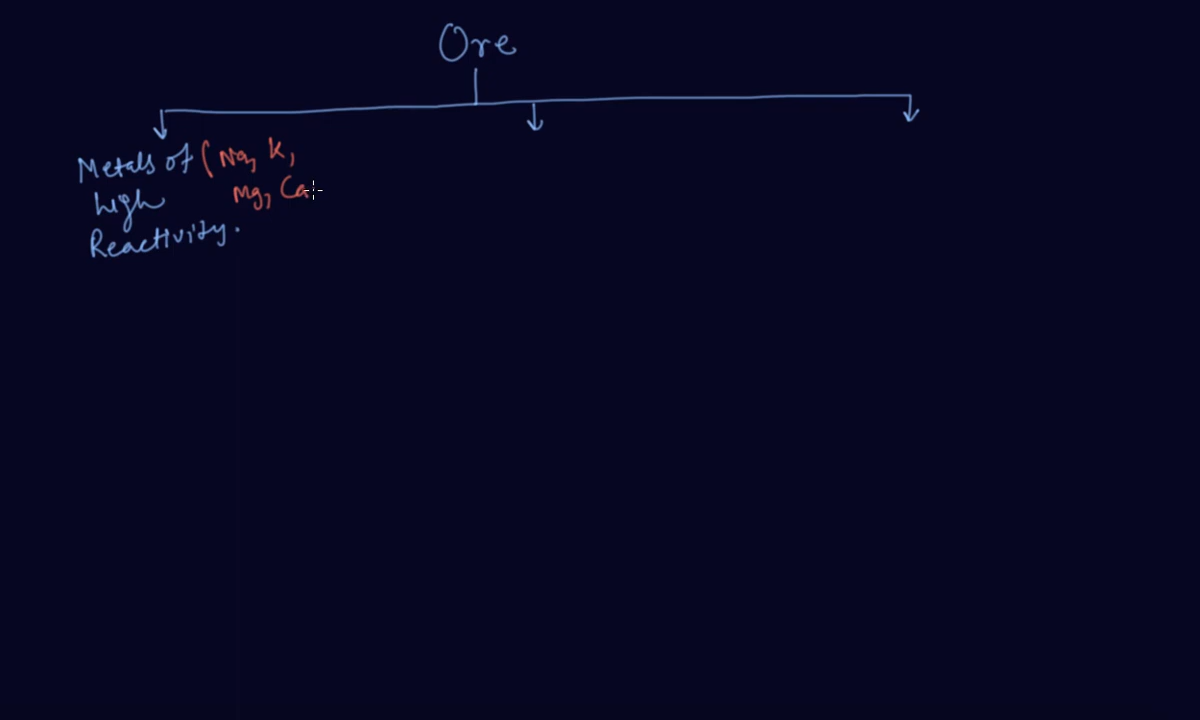 Ore
Metals of (Na, K,
high Mg, Ca
Reactivity.